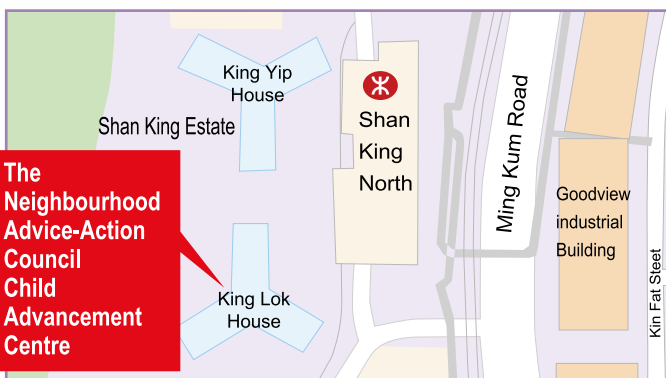 King Yip
House
Shan King Estate
Shan
King
North
Ming Kum Road
The
Neighbourhood
Advice-Action
Council
Child
Advancement
Centre
Goodview
industrial
Building
King Lok
House
Kin Fat Steet